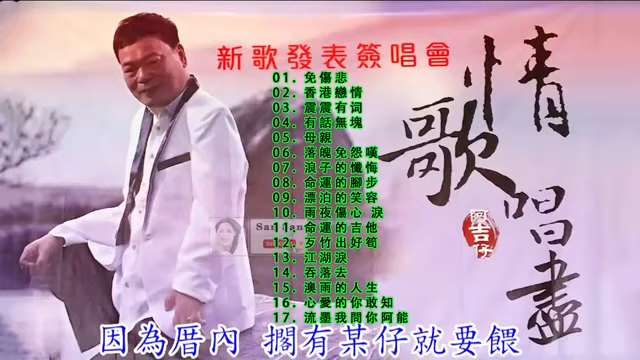 新歌發表簽唱會
01. 免傷悲
02. 香港戀情
03. 震震有词
04. 有話無塊
05. 母親
06. 落魄免怨嘆
07. 浪子的懺悔
08. 命運的腳步
09. 漂泊的笑容
10. 雨夜傷心 淚
11. 命運的吉他
12. 歹竹出好筍
13. 江湖淚
14. 吞落去
15. 澳雨的人生
16. 心愛的你敢知
17. 流墨我問你阿能
情歌唱盡
阿吉仔
因為厝內 擱有某仔就要餵